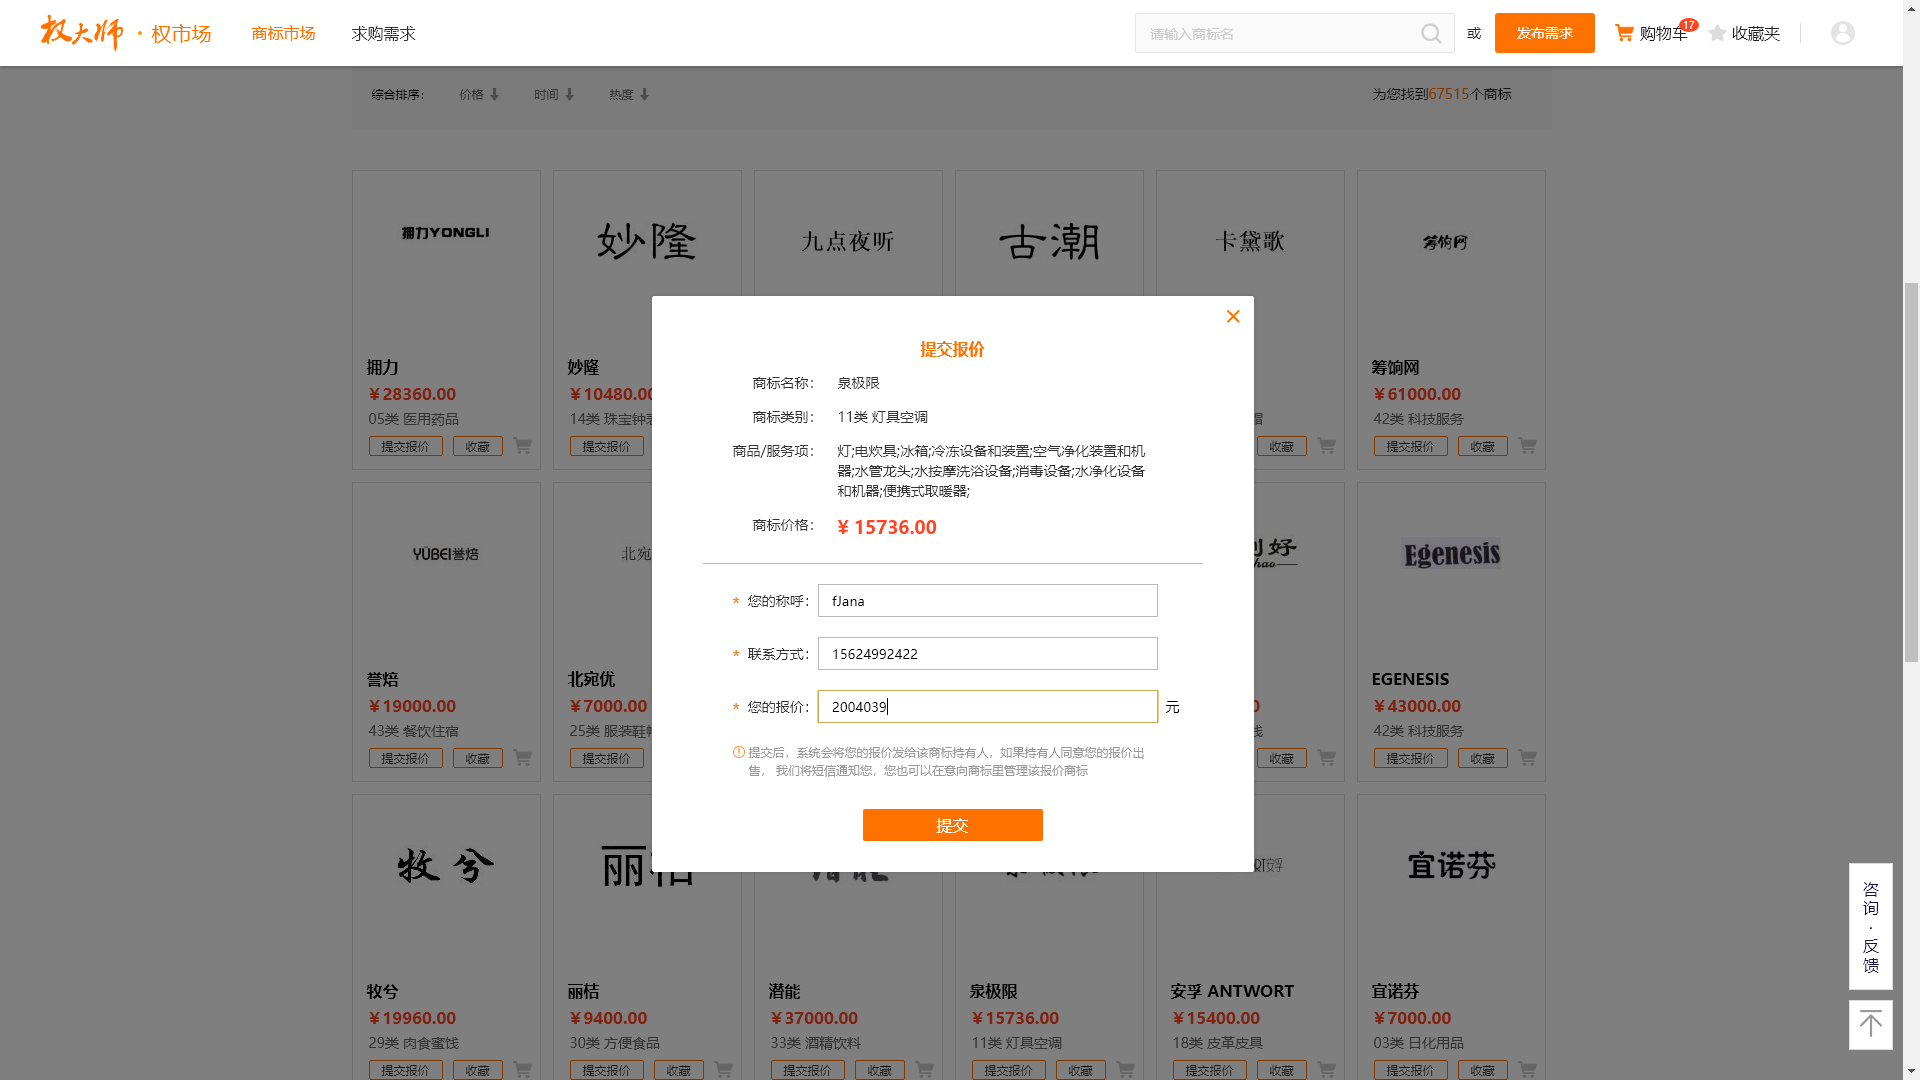 权大师 · 权市场 商标市场 求购需求 请输入商标名 或 发布需求 购物车 17 收藏夹
综合排序： 价格 时间 热度 为您找到67515个商标
拥力YONGLI 妙隆 九点夜听 古潮 卡黛歌 筹饷网
拥力 妙隆 筹饷网
￥28360.00 ￥10480.00 ￥61000.00
05类 医用药品 14类 珠宝钟表 42类 科技服务
提交报价 收藏 提交报价 收藏 提交报价 收藏
提交报价
商标名称： 泉极限
商标类别： 11类 灯具空调
商品/服务项： 灯;电炊具;冰箱;冷冻设备和装置;空气净化装置和机
器;水管龙头;水按摩洗浴设备;消毒设备;水净化设备
和机器;便携式取暖器;
商标价格： ¥ 15736.00
* 您的称呼： fJana
* 联系方式： 15624992422
* 您的报价： 2004039 元
提交后，系统会将您的报价发给该商标持有人，如果持有人同意您的报价出
售， 我们将短信通知您，您也可以在意向商标里管理该报价商标
提交
YÙBEI誉焙 北宛 好 hao Egenesis
誉焙 北宛优 EGENESIS
￥19000.00 ￥7000.00 ￥43000.00
43类 餐饮住宿 25类 服装鞋帽 42类 科技服务
提交报价 收藏 提交报价 收藏 提交报价 收藏
牧兮 丽桔 宜诺芬
牧兮 丽桔 潜能 泉极限 安孚 ANTWORT 宜诺芬
￥19960.00 ￥9400.00 ￥37000.00 ￥15736.00 ￥15400.00 ￥7000.00
29类 肉食蜜饯 30类 方便食品 33类 酒精饮料 11类 灯具空调 18类 皮革皮具 03类 日化用品
提交报价 收藏 提交报价 收藏 提交报价 收藏 提交报价 收藏 提交报价 收藏 提交报价 收藏
咨
询
·
反
馈